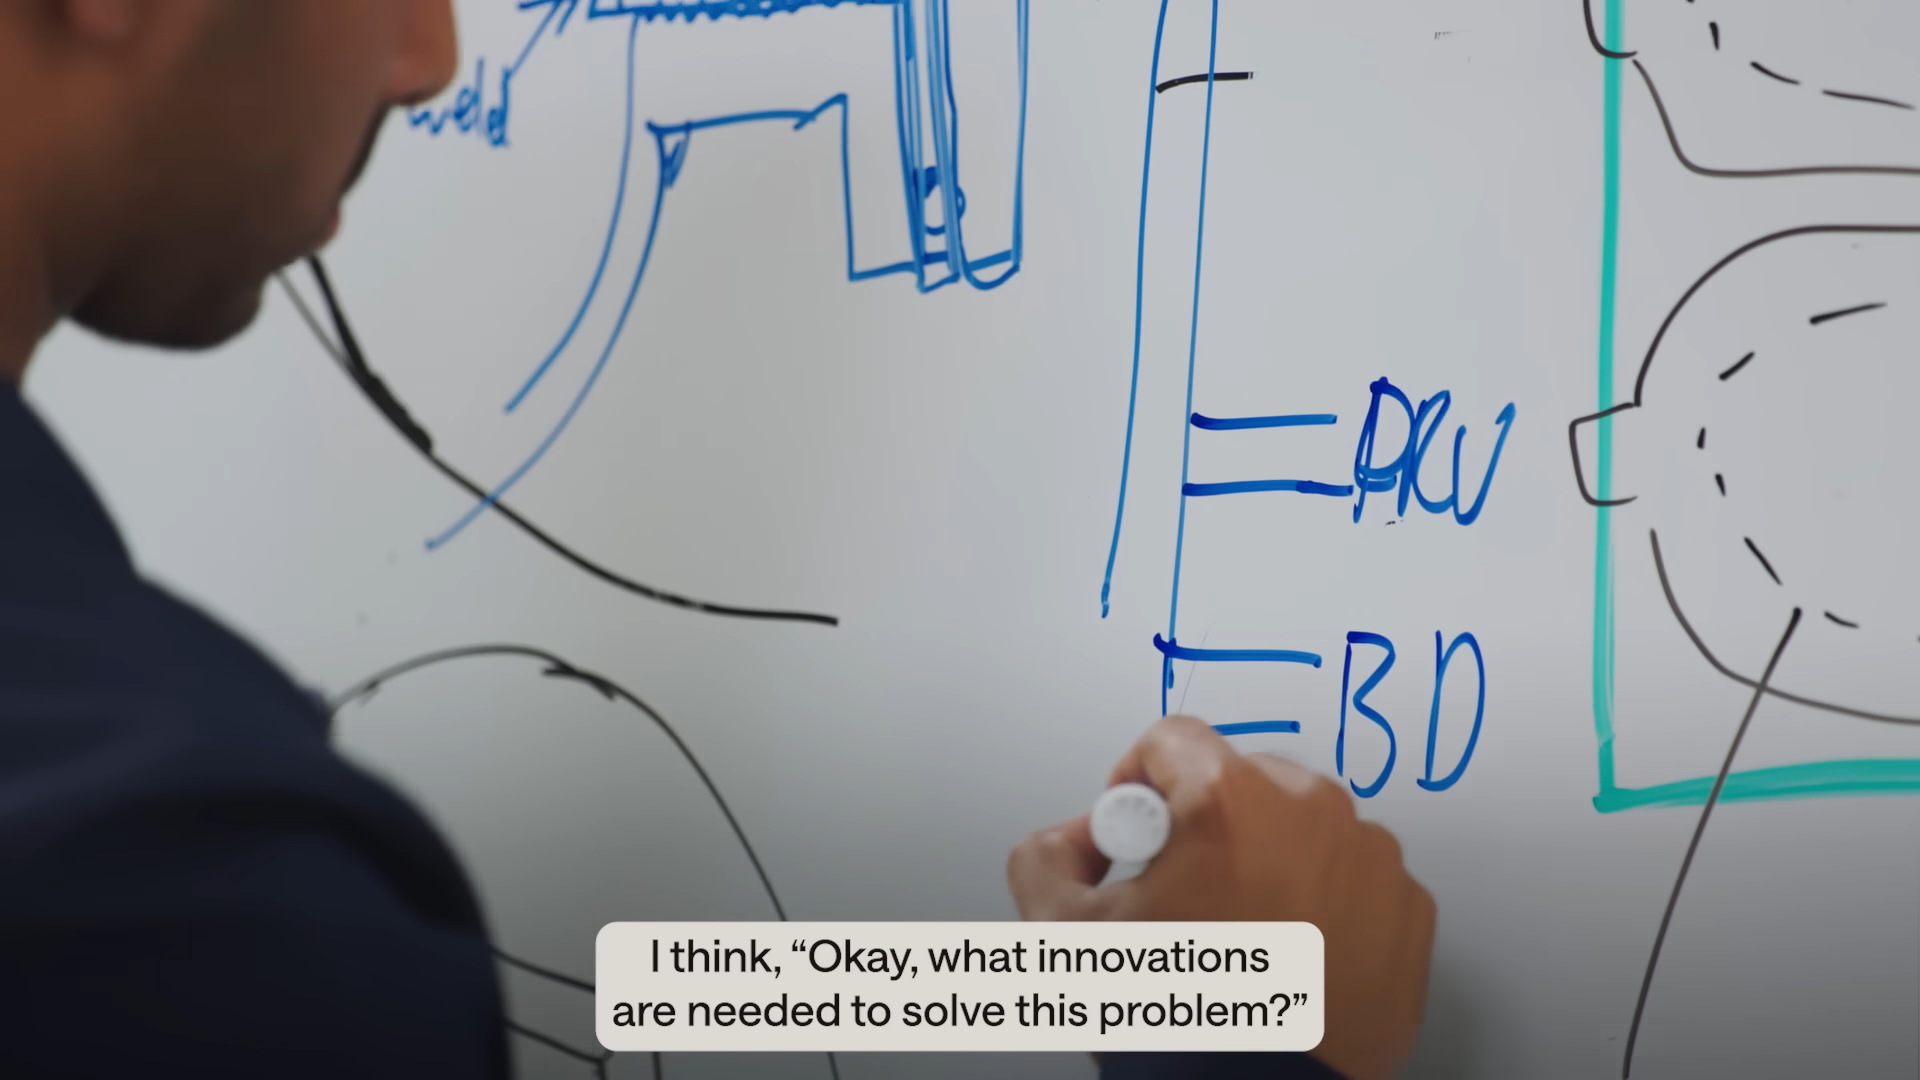 weld
PRV
BD
I think, “Okay, what innovations
are needed to solve this problem?”